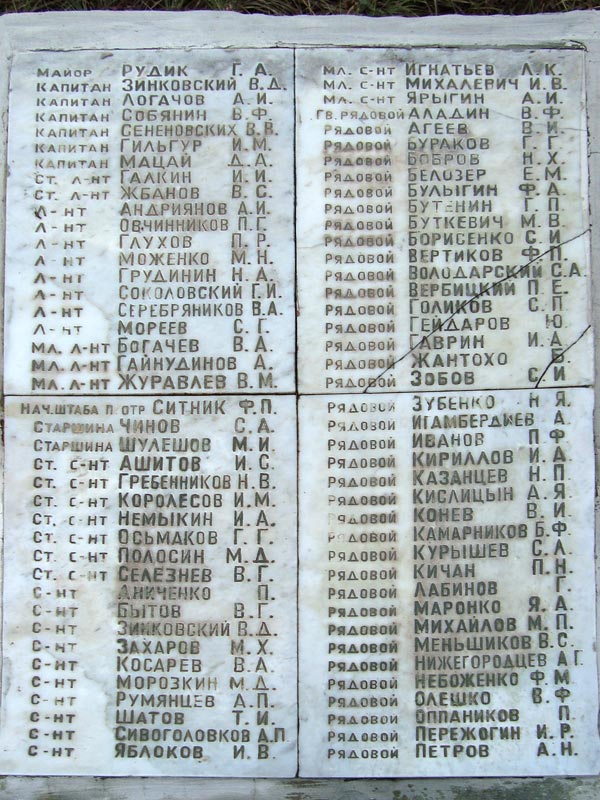 МАЙОР РУДИК Г. А.
КАПИТАН ЗИНКОВСКИЙ В.Д.
КАПИТАН ЛОГАЧОВ А. И.
КАПИТАН СОБЯНИН В. Ф.
КАПИТАН СЕНЕНОВСКИХ В.В.
КАПИТАН ГИЛЬГУР И.М.
КАПИТАН МАЦАЙ Д. А.
СТ. Л-НТ ГАЛКИН И. И.
СТ. Л-НТ ЖБАНОВ В. С.
Л-НТ АНДРИЯНОВ А.И.
Л-НТ ОВЧИННИКОВ П.Г.
Л-НТ ГЛУХОВ П. Р.
Л-НТ МОЖЕНКО М. Н.
Л-НТ ГРУДИНИН Н. А.
Л-НТ СОКОЛОВСКИЙ Г.И.
Л-НТ СЕРЕБРЯНИКОВ В.А.
Л-НТ МОРЕЕВ С. Г.
МЛ. Л-НТ БОГАЧЕВ В. А.
МЛ. Л-НТ ГАЙНУДИНОВ А.
МЛ. Л-НТ ЖУРАВЛЕВ В. М.
НАЧ. ШТАБА ПОГР ОТР СИТНИК Ф.П.
СТАРШИНА ЧИНОВ С. А.
СТАРШИНА ШУЛЕШОВ М. И.
СТ. С-НТ АШИТОВ И. С.
СТ. С-НТ ГРЕБЕННИКОВ Н.В.
СТ. С-НТ КОРОЛЕСОВ И.М.
СТ. С-НТ НЕМЫКИН И. А.
СТ. С-НТ ОСЬМАКОВ Г. Г.
СТ. С-НТ ПОЛОСИН М. Д.
СТ. С-НТ СЕЛЕЗНЕВ В. Г.
С-НТ АНИЧЕНКО П.
С-НТ БЫТОВ В. Г.
С-НТ ЗИНКОВСКИЙ В.Д.
С-НТ ЗАХАРОВ М. Х.
С-НТ КОСАРЕВ В. А.
С-НТ МОРОЗКИН М. Д.
С-НТ РУМЯНЦЕВ А. П.
С-НТ ШАТОВ Т. И.
С-НТ СИВОГОЛОВКОВ А.П.
С-НТ ЯБЛОКОВ И. В.
МЛ. С-НТ ИГНАТЬЕВ Л. К.
МЛ. С-НТ МИХАЛЕВИЧ И. В.
МЛ. С-НТ ЯРЫГИН А. И.
ГВ. РЯДОВОЙ АЛАДИН В. Ф.
РЯДОВОЙ АГЕЕВ В. И
РЯДОВОЙ БУРАКОВ Г. Г
РЯДОВОЙ БОБРОВ Н. Х.
РЯДОВОЙ БЕЛОЗЕР Е. М.
РЯДОВОЙ БУЛЫГИН Ф. А.
РЯДОВОЙ БУТЕНИН Г. П
РЯДОВОЙ БУТКЕВИЧ М. В
РЯДОВОЙ БОРИСЕНКО С. И
РЯДОВОЙ ВЕРТИКОВ Ф. П.
РЯДОВОЙ ВОЛОДАРСКИЙ С.А.
РЯДОВОЙ ВЕРБИЦКИЙ П. Е.
РЯДОВОЙ ГОЛИКОВ С. П
РЯДОВОЙ ГЕЙДАРОВ Ю.
РЯДОВОЙ ГАВРИН И. А
РЯДОВОЙ ЖАНТОХО Б.
РЯДОВОЙ ЗОБОВ С. И
РЯДОВОЙ ЗУБЕНКО Н Я.
РЯДОВОЙ ИГАМБЕРДИЕВ А.
РЯДОВОЙ ИВАНОВ П. Ф
РЯДОВОЙ КИРИЛЛОВ И. А.
РЯДОВОЙ КАЗАНЦЕВ Н. П
РЯДОВОЙ КИСЛИЦЫН А. Я.
РЯДОВОЙ КОНЕВ В. И.
РЯДОВОЙ КАМАРНИКОВ Б.Ф
РЯДОВОЙ КУРЫШЕВ С. Л.
РЯДОВОЙ КИЧАН П. Н.
РЯДОВОЙ ЛАБИНОВ Г.
РЯДОВОЙ МАРОНКО Я. А.
РЯДОВОЙ МИХАЙЛОВ М. П.
РЯДОВОЙ МЕНЬШИКОВ В. С.
РЯДОВОЙ НИЖЕГОРОДЦЕВ А.Г.
РЯДОВОЙ НЕБОЖЕНКО Ф. М.
РЯДОВОЙ ОЛЕШКО В. Ф
РЯДОВОЙ ОППАНИКОВ П.
РЯДОВОЙ ПЕРЕЖОГИН И. Р.
РЯДОВОЙ ПЕТРОВ А. Н.